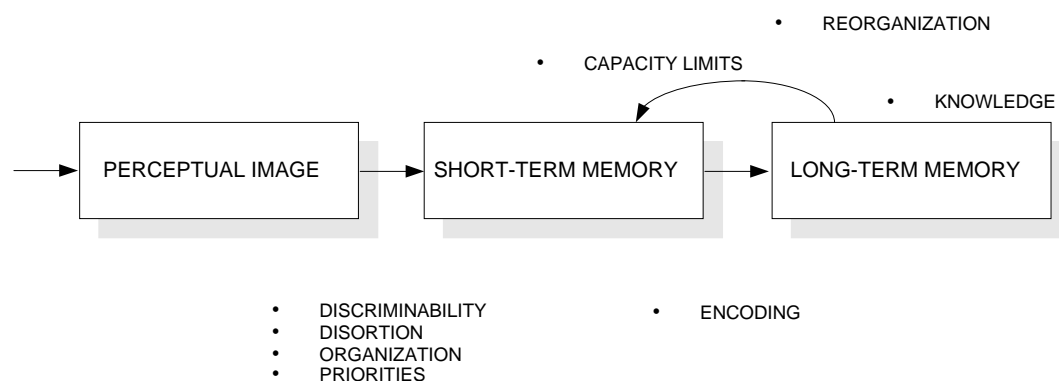 • REORGANIZATION
• CAPACITY LIMITS
• KNOWLEDGE
PERCEPTUAL IMAGE
SHORT-TERM MEMORY
LONG-TERM MEMORY
• DISCRIMINABILITY
• DISORTION
• ORGANIZATION
• PRIORITIES
• ENCODING